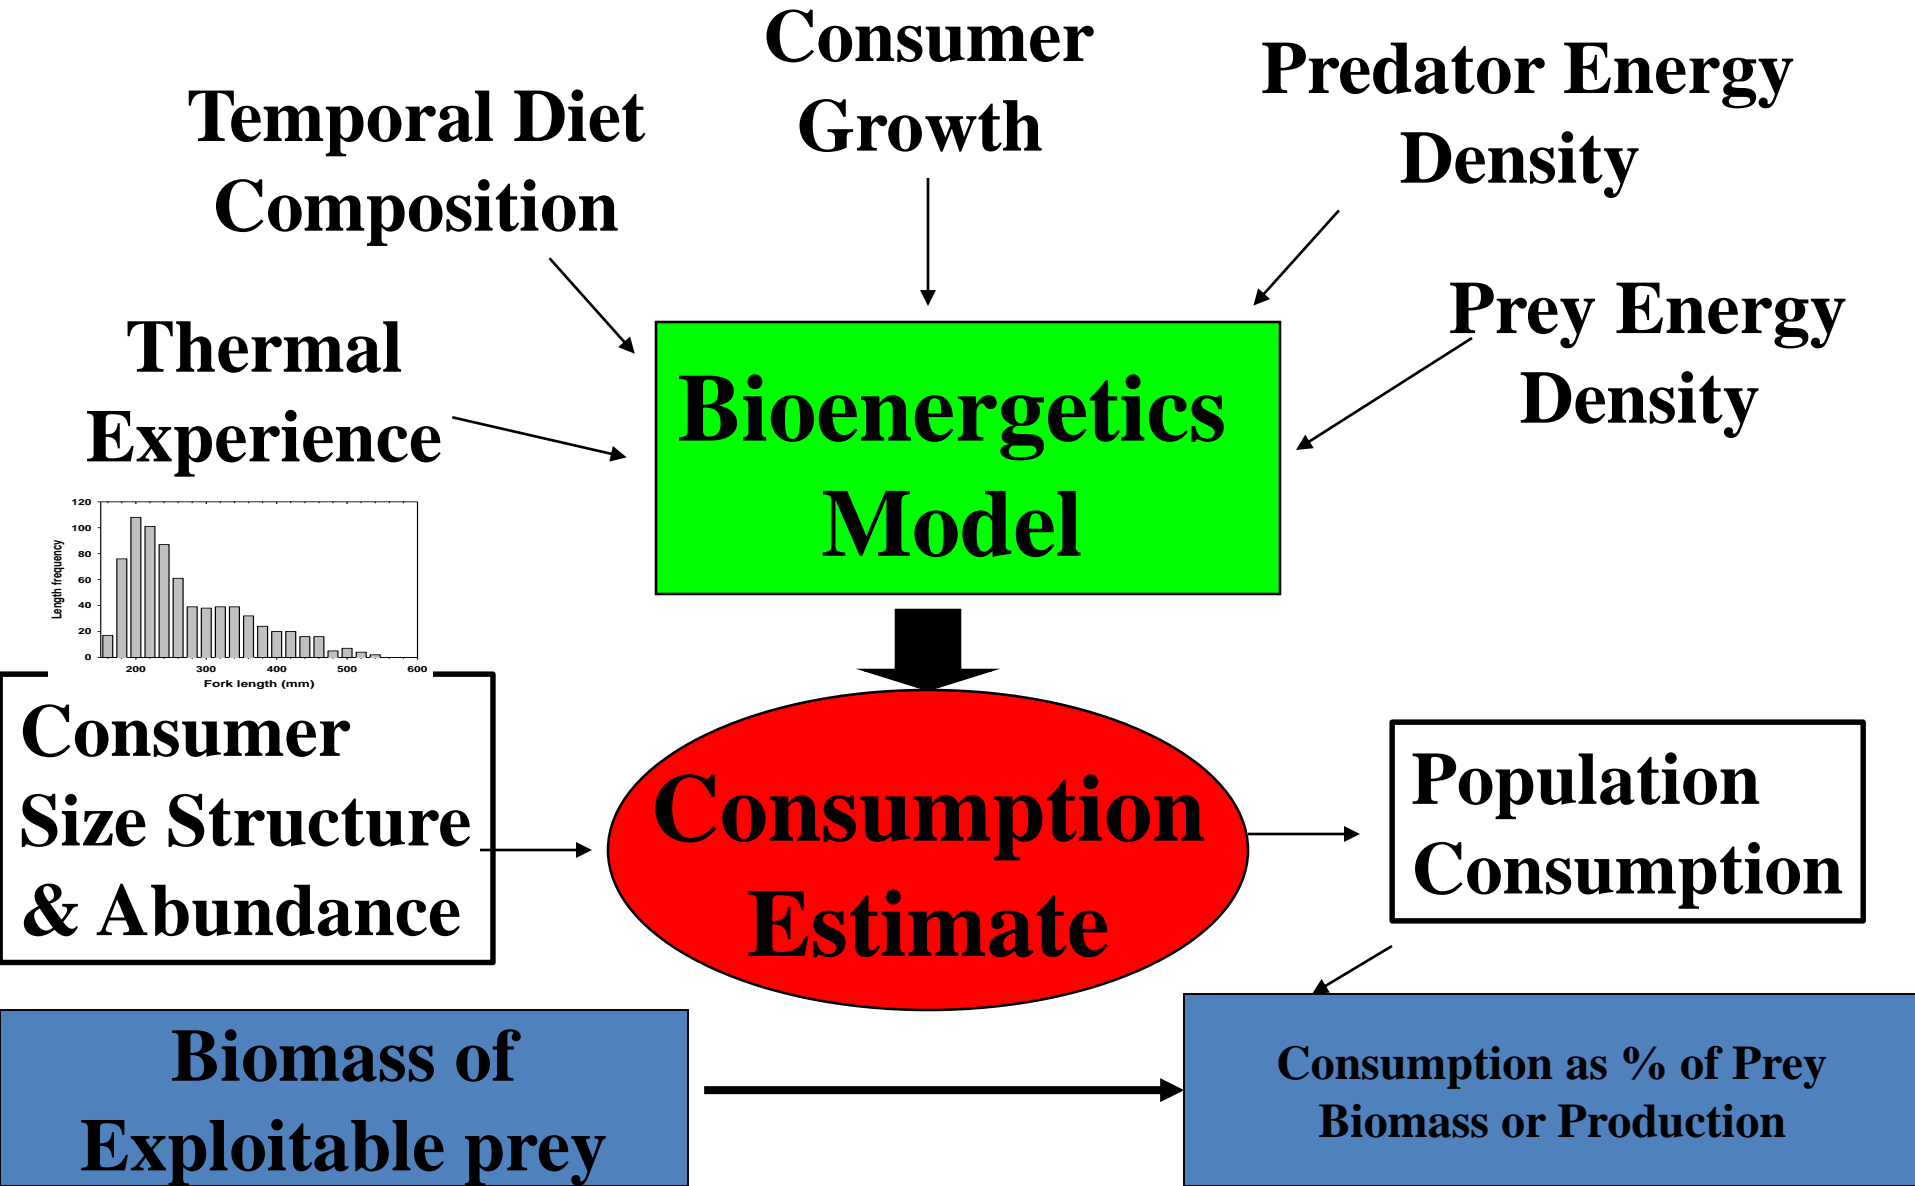 Consumer
Growth
Predator Energy
Density
Temporal Diet
Composition
Prey Energy
Density
Thermal
Experience
Bioenergetics
Model
120
100
80
60
40
20
0
Length frequency
200 300 400 500 600
Fork length (mm)
Consumer
Size Structure
& Abundance
Consumption
Estimate
Population
Consumption
Biomass of
Exploitable prey
Consumption as % of Prey
Biomass or Production